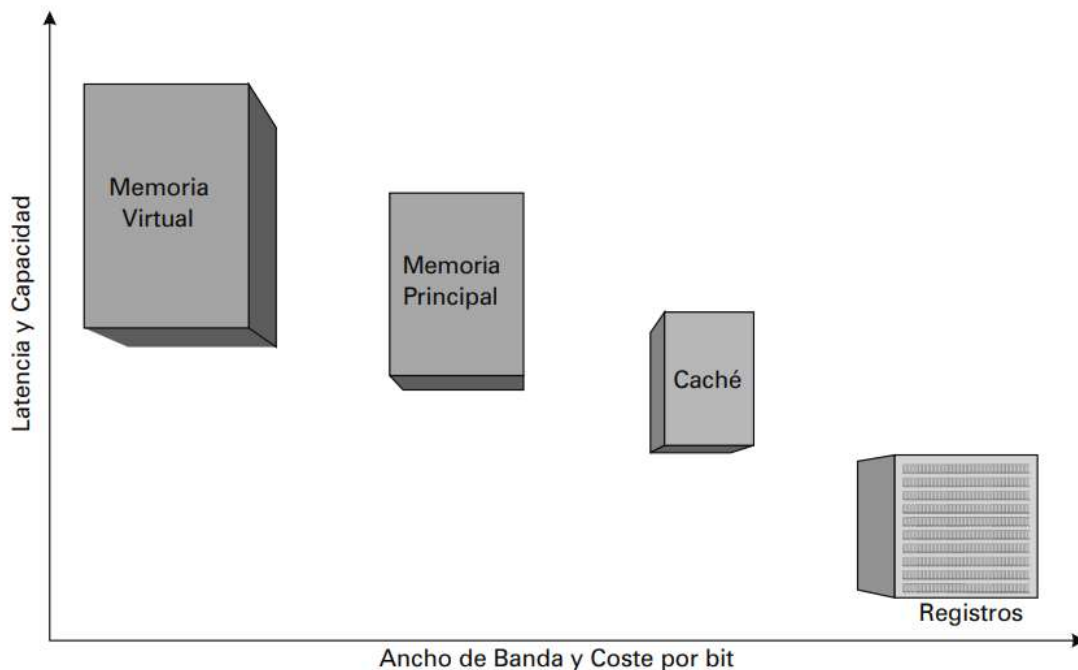 Latencia y Capacidad
Memoria
Virtual
Memoria
Principal
Caché
Registros
Ancho de Banda y Coste por bit